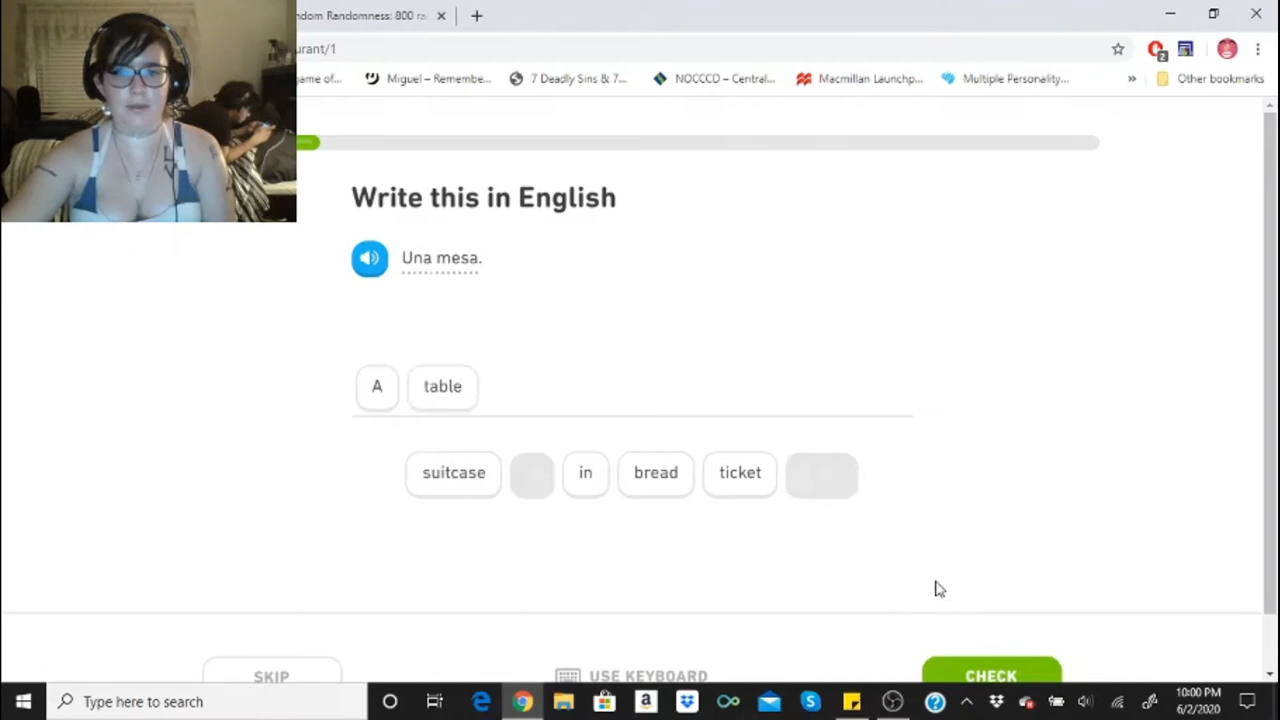 ndom Randomness: 800 ra
urant/1
game of...
Miguel – Remembe...
7 Deadly Sins & 7...
NOCCCD – Central...
Macmillan Launchp...
Multiple Personality...
»
Other bookmarks
Write this in English
Una mesa.
A table
suitcase in bread ticket
SKIP
USE KEYBOARD
CHECK
Type here to search
10:00 PM
6/2/2020